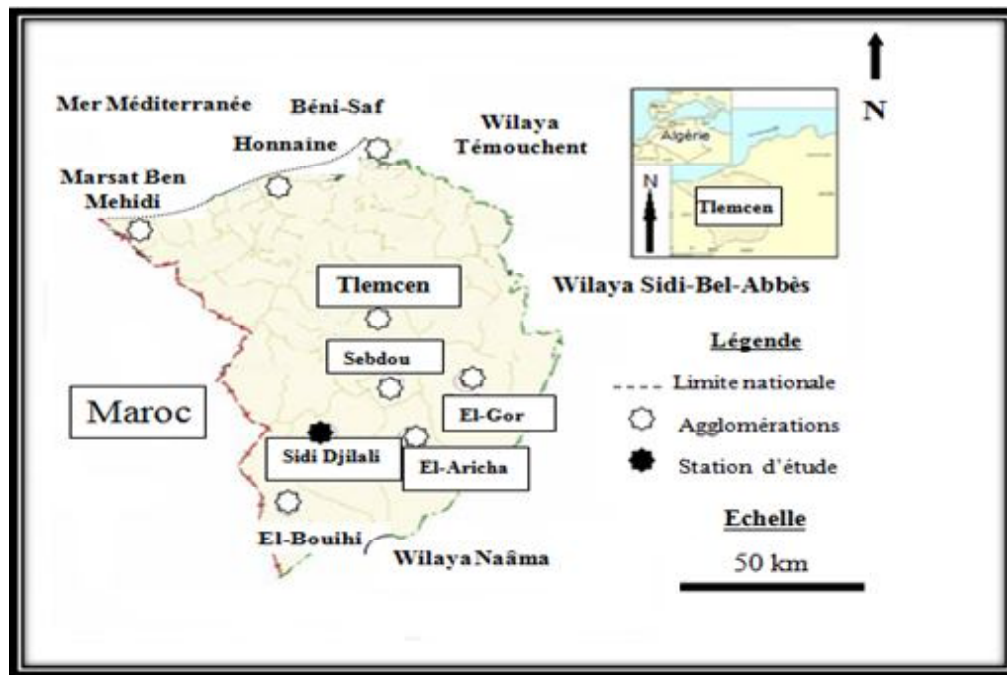 N
Mer Méditerranée
Béni-Saf
Honnaine
Wilaya
Témouchent
Marsat Ben
Mehidi
Algérie
N
Tlemcen
Tlemcen
Wilaya Sidi-Bel-Abbès
Sebdou
Légende
Limite nationale
Maroc
El-Gor
Agglomérations
Sidi Djilali
El-Aricha
Station d'étude
El-Bouihi
Wilaya Naâma
Echelle
50 km